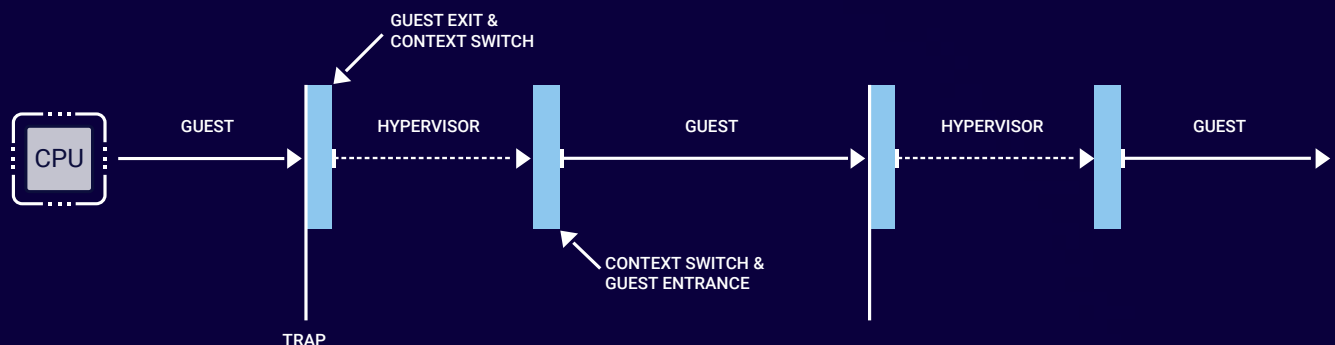 GUEST EXIT &
CONTEXT SWITCH
GUEST
HYPERVISOR
GUEST
HYPERVISOR
GUEST
CPU
CONTEXT SWITCH &
GUEST ENTRANCE
TRAP